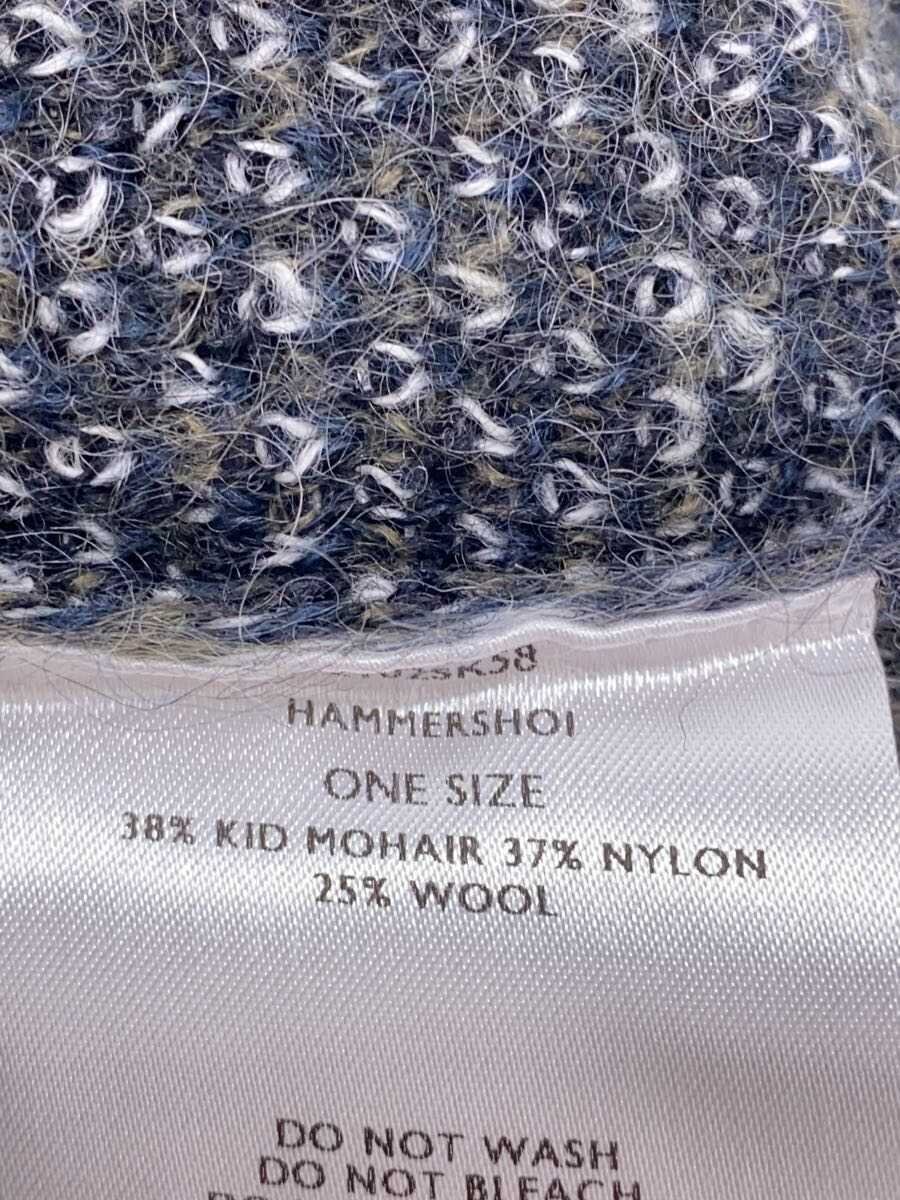 HAMMERSHOI
ONE SIZE
38% KID MOHAIR 37% NYLON
25% WOOL
DO NOT WASH
DO NOT BLEACH